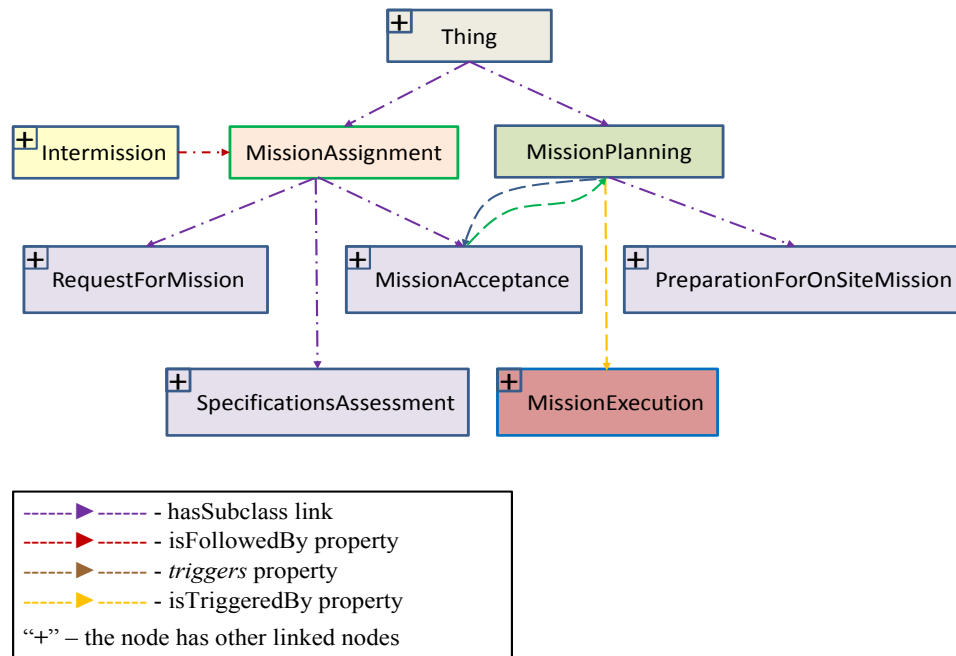 +
Thing
+
Intermission
MissionAssignment
MissionPlanning
+
RequestForMission
+
MissionAcceptance
+
PreparationForOnSiteMission
+
SpecificationsAssessment
+
MissionExecution
- hasSubclass link
- isFollowedBy property
- triggers property
- isTriggeredBy property
“+” – the node has other linked nodes